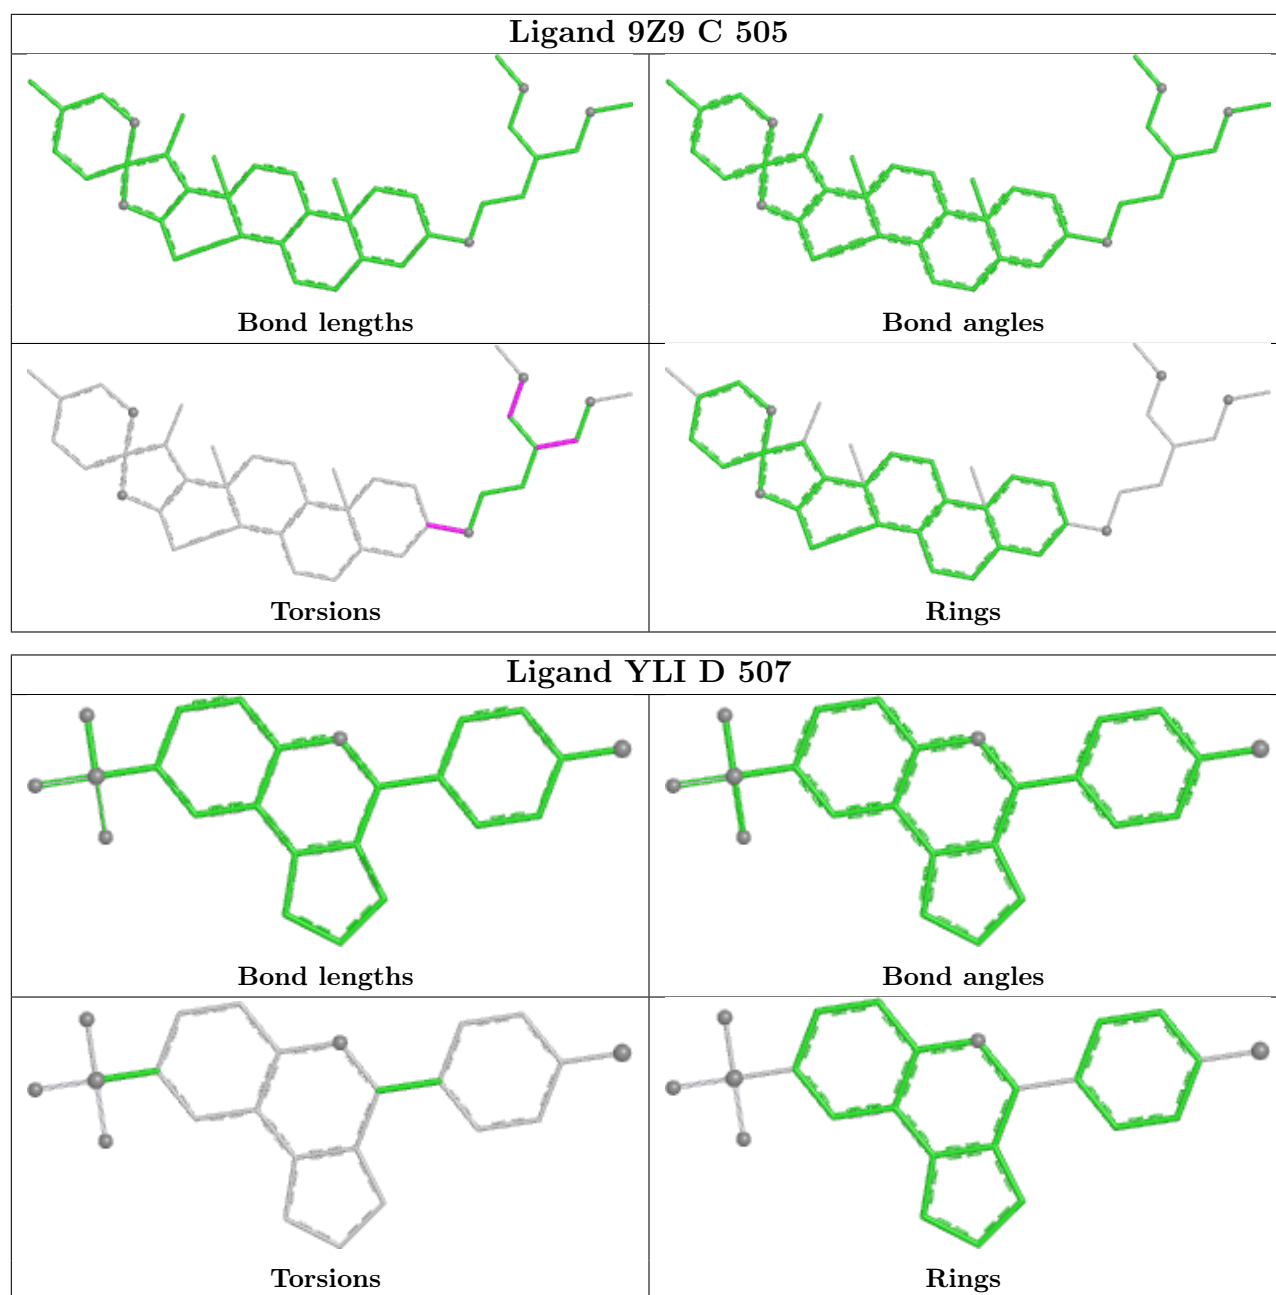 Ligand 9Z9 C 505
Bond lengths
Bond angles
Torsions
Rings
Ligand YLI D 507
Bond lengths
Bond angles
Torsions
Rings